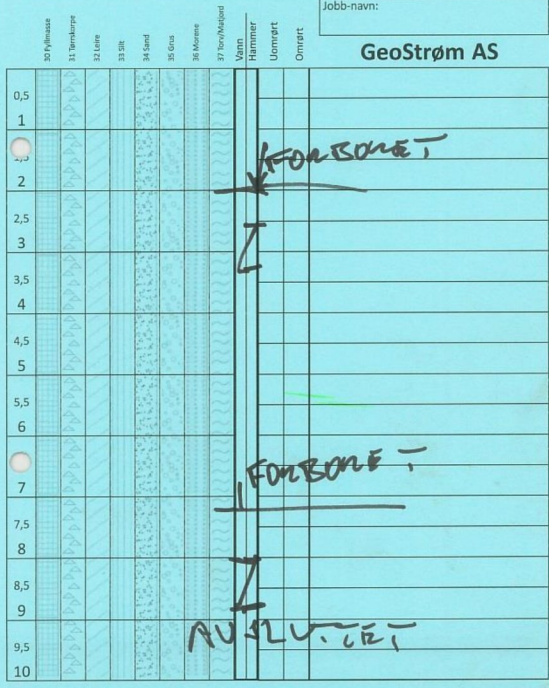 Jobb-navn:
30 Fyllmasse
31 Tørrskorpe
32 Leire
33 Silt
34 Sand
35 Grus
36 Morene
37 Torv/Matjord
Vann
Hammer
Uomrørt
Omrørt
GeoStrøm AS
0,5
1
1,5
2
FORBORET
2,5
3
3,5
4
4,5
5
5,5
6
7
FORBORET
7,5
8
8,5
9
AVSLUTTET
9,5
10